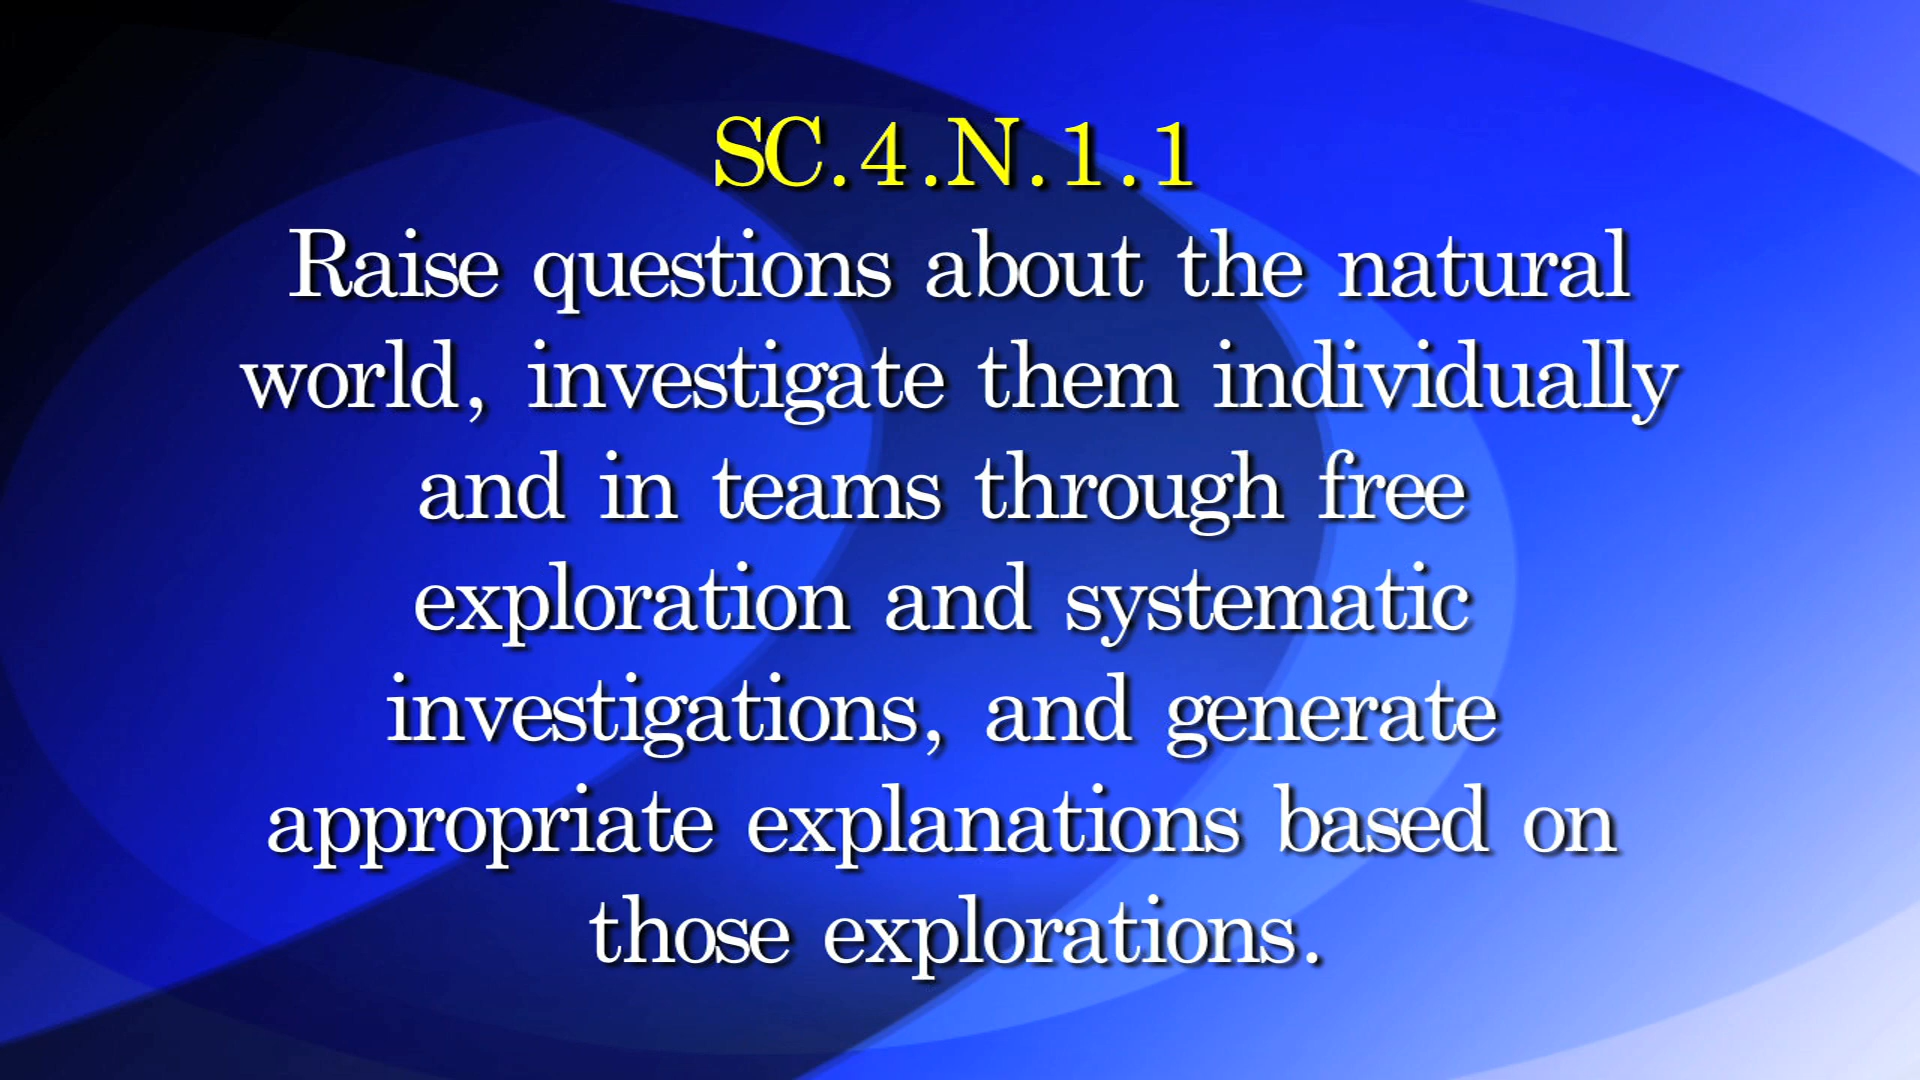 SC.4.N.1.1
Raise questions about the natural
world, investigate them individually
and in teams through free
exploration and systematic
investigations, and generate
appropriate explanations based on
those explorations.